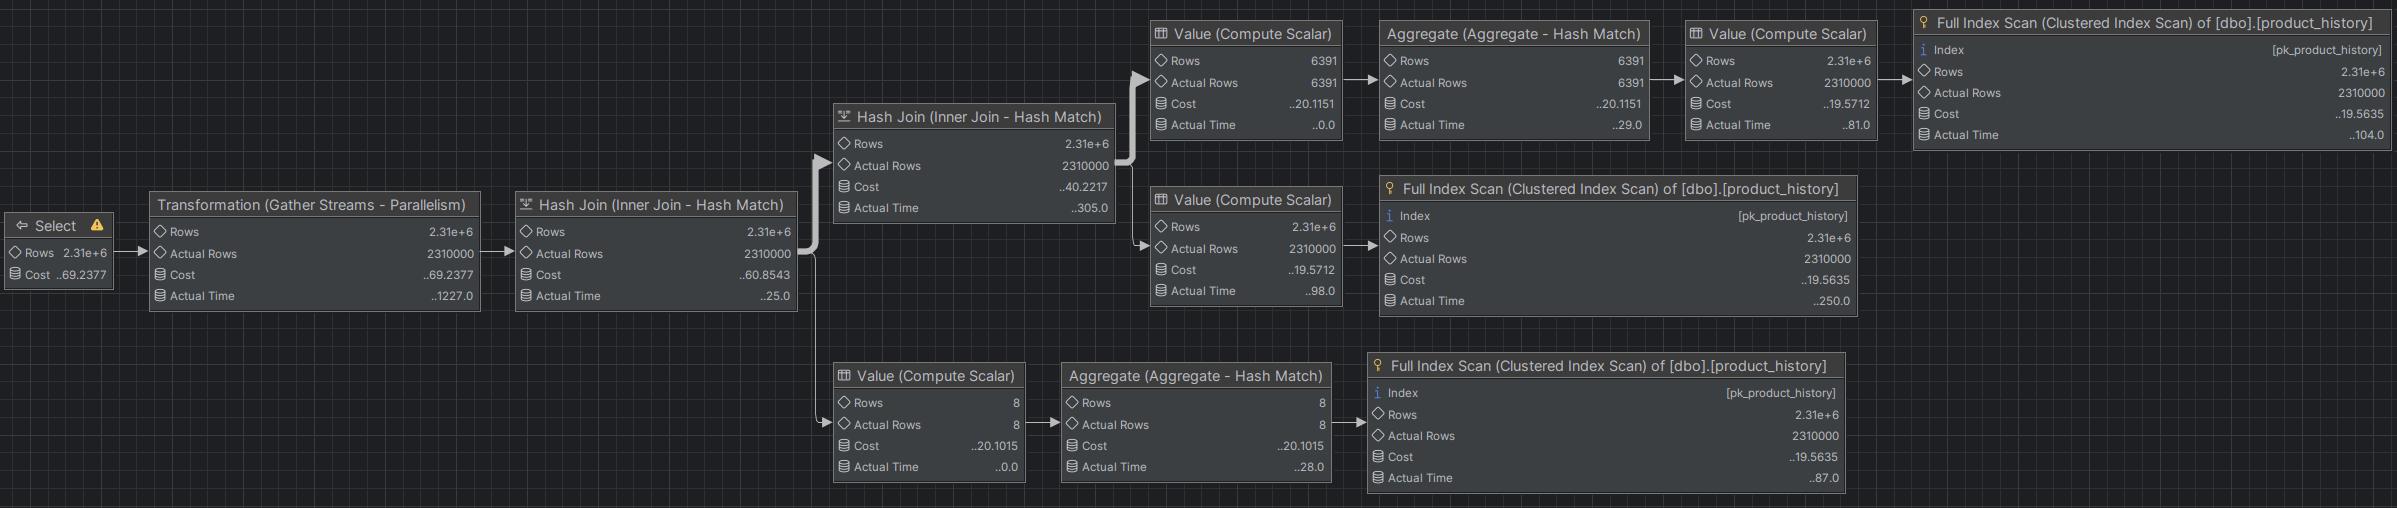 Select
Rows 2.31e+6
Cost ..69.2377
Transformation (Gather Streams - Parallelism)
Rows 2.31e+6
Actual Rows 2310000
Cost ..69.2377
Actual Time ..1227.0
Hash Join (Inner Join - Hash Match)
Rows 2.31e+6
Actual Rows 2310000
Cost ..60.8543
Actual Time ..25.0
Hash Join (Inner Join - Hash Match)
Rows 2.31e+6
Actual Rows 2310000
Cost ..40.2217
Actual Time ..305.0
Value (Compute Scalar)
Rows 6391
Actual Rows 6391
Cost ..20.1151
Actual Time ..0.0
Aggregate (Aggregate - Hash Match)
Rows 6391
Actual Rows 6391
Cost ..20.1151
Actual Time ..29.0
Value (Compute Scalar)
Rows 2.31e+6
Actual Rows 2310000
Cost ..19.5712
Actual Time ..81.0
Full Index Scan (Clustered Index Scan) of [dbo].[product_history]
Index [pk_product_history]
Rows 2.31e+6
Actual Rows 2310000
Cost ..19.5635
Actual Time ..104.0
Value (Compute Scalar)
Rows 2.31e+6
Actual Rows 2310000
Cost ..19.5712
Actual Time ..98.0
Full Index Scan (Clustered Index Scan) of [dbo].[product_history]
Index [pk_product_history]
Rows 2.31e+6
Actual Rows 2310000
Cost ..19.5635
Actual Time ..250.0
Value (Compute Scalar)
Rows 8
Actual Rows 8
Cost ..20.1015
Actual Time ..0.0
Aggregate (Aggregate - Hash Match)
Rows 8
Actual Rows 8
Cost ..20.1015
Actual Time ..28.0
Full Index Scan (Clustered Index Scan) of [dbo].[product_history]
Index [pk_product_history]
Rows 2.31e+6
Actual Rows 2310000
Cost ..19.5635
Actual Time ..87.0